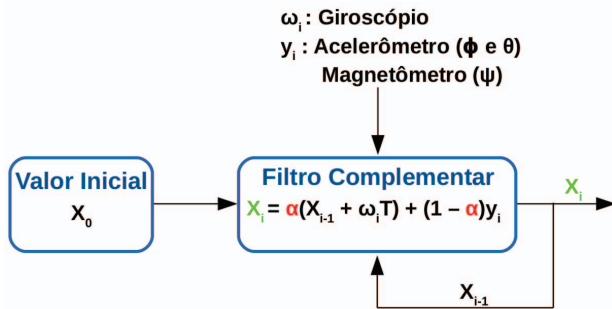 ωᵢ : Giroscópio
yᵢ : Acelerômetro (ϕ e θ)
Magnetômetro (ψ)
Valor Inicial
X₀
Filtro Complementar
Xᵢ = α(Xᵢ₋₁ + ωᵢT) + (1 – α)yᵢ
Xᵢ
Xᵢ₋₁